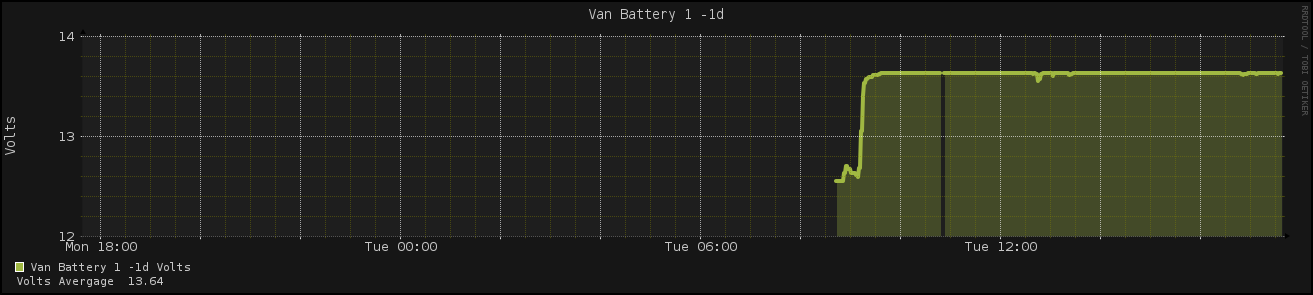 Van Battery 1 -1d
RRDTOOL / TOBI OETIKER
Volts
14
13
12
Mon 18:00 Tue 00:00 Tue 06:00 Tue 12:00
Van Battery 1 -1d Volts
Volts Avergage 13.64